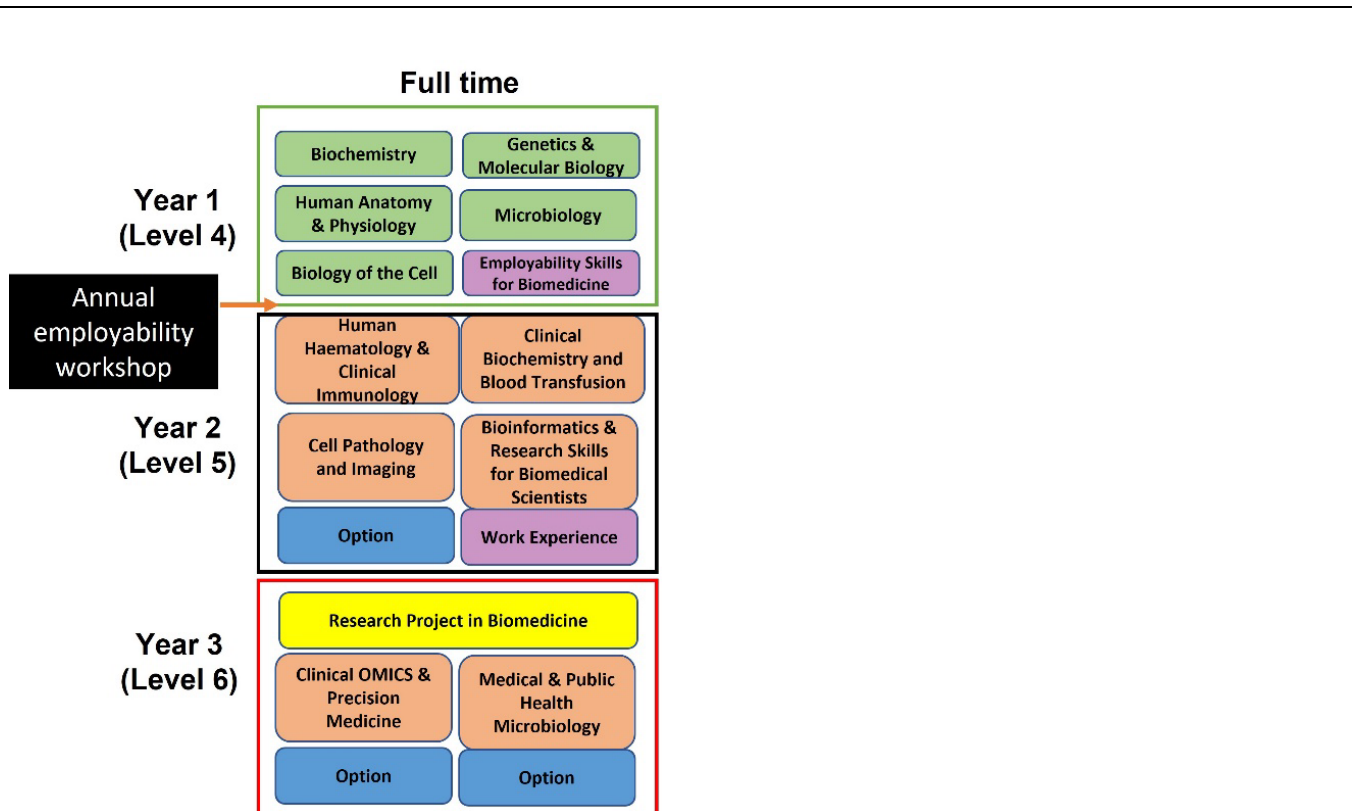 Full time
Biochemistry
Genetics &
Molecular Biology
Year 1
(Level 4)
Human Anatomy
& Physiology
Microbiology
Biology of the Cell
Employability Skills
for Biomedicine
Annual
employability
workshop
Human
Haematology &
Clinical
Immunology
Clinical
Biochemistry and
Blood Transfusion
Year 2
(Level 5)
Cell Pathology
and Imaging
Bioinformatics &
Research Skills
for Biomedical
Scientists
Option
Work Experience
Year 3
(Level 6)
Research Project in Biomedicine
Clinical OMICS &
Precision
Medicine
Medical & Public
Health
Microbiology
Option
Option